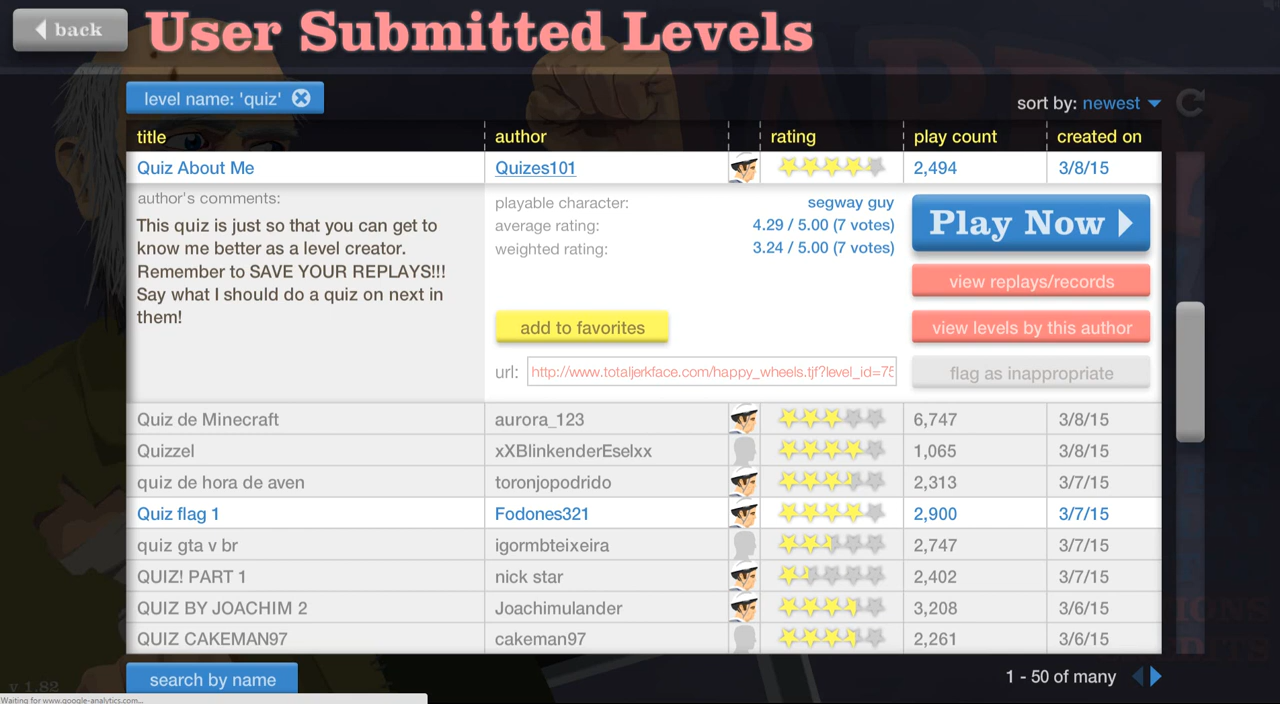 back
User Submitted Levels
level name: 'quiz'
sort by: newest
title author rating play count created on
Quiz About Me Quizes101 2,494 3/8/15
author's comments:
This quiz is just so that you can get to
know me better as a level creator.
Remember to SAVE YOUR REPLAYS!!!
Say what I should do a quiz on next in
them!
playable character: segway guy
average rating: 4.29 / 5.00 (7 votes)
weighted rating: 3.24 / 5.00 (7 votes)
add to favorites
url: http://www.totaljerkface.com/happy_wheels.tjf?level_id=75
Play Now
view replays/records
view levels by this author
flag as inappropriate
Quiz de Minecraft aurora_123 6,747 3/8/15
Quizzel xXBlinkenderEselxx 1,065 3/8/15
quiz de hora de aven toronjopodrido 2,313 3/7/15
Quiz flag 1 Fodones321 2,900 3/7/15
quiz gta v br igormbteixeira 2,747 3/7/15
QUIZ! PART 1 nick star 2,402 3/7/15
QUIZ BY JOACHIM 2 Joachimulander 3,208 3/6/15
QUIZ CAKEMAN97 cakeman97 2,261 3/6/15
search by name
1 - 50 of many
v 1.82
Waiting for www.google-analytics.com...